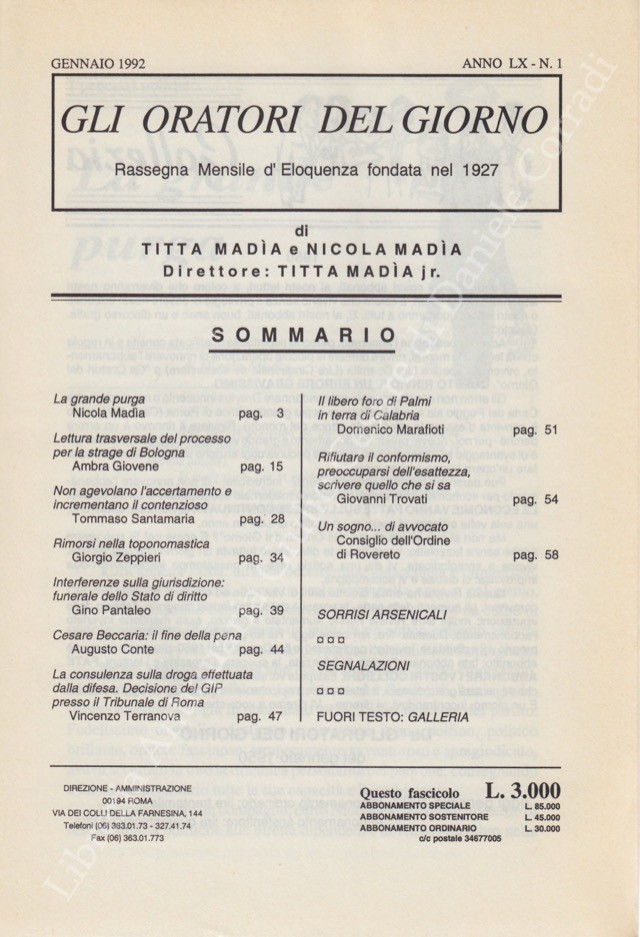 GENNAIO 1992
ANNO LX - N. 1
GLI ORATORI DEL GIORNO
Rassegna Mensile d' Eloquenza fondata nel 1927
di
TITTA MADÌA e NICOLA MADÌA
Direttore: TITTA MADÌA jr.
SOMMARIO
La grande purga
Nicola Madìa pag. 3
Lettura trasversale del processo
per la strage di Bologna
Ambra Giovene pag. 15
Non agevolano l'accertamento e
incrementano il contenzioso
Tommaso Santamaria pag. 28
Rimorsi nella toponomastica
Giorgio Zeppieri pag. 34
Interferenze sulla giurisdizione:
funerale dello Stato di diritto
Gino Pantaleo pag. 39
Cesare Beccaria: il fine della pena
Augusto Conte pag. 44
La consulenza sulla droga effettuata
dalla difesa. Decisione del GIP
presso il Tribunale di Roma
Vincenzo Terranova pag. 47
Il libero foro di Palmi
in terra di Calabria
Domenico Marafioti pag. 51
Rifiutare il conformismo,
preoccuparsi dell'esattezza,
scrivere quello che si sa
Giovanni Trovati pag. 54
Un sogno... di avvocato
Consiglio dell'Ordine
di Rovereto pag. 58
SORRISI ARSENICALI
SEGNALAZIONI
FUORI TESTO: GALLERIA
DIREZIONE - AMMINISTRAZIONE
00194 ROMA
VIA DEI COLLI DELLA FARNESINA, 144
Telefoni (06) 363.01.73 - 327.41.74
Fax (06) 363.01.773
Questo fascicolo L. 3.000
ABBONAMENTO SPECIALE L. 85.000
ABBONAMENTO SOSTENITORE L. 45.000
ABBONAMENTO ORDINARIO L. 30.000
c/c postale 34677005